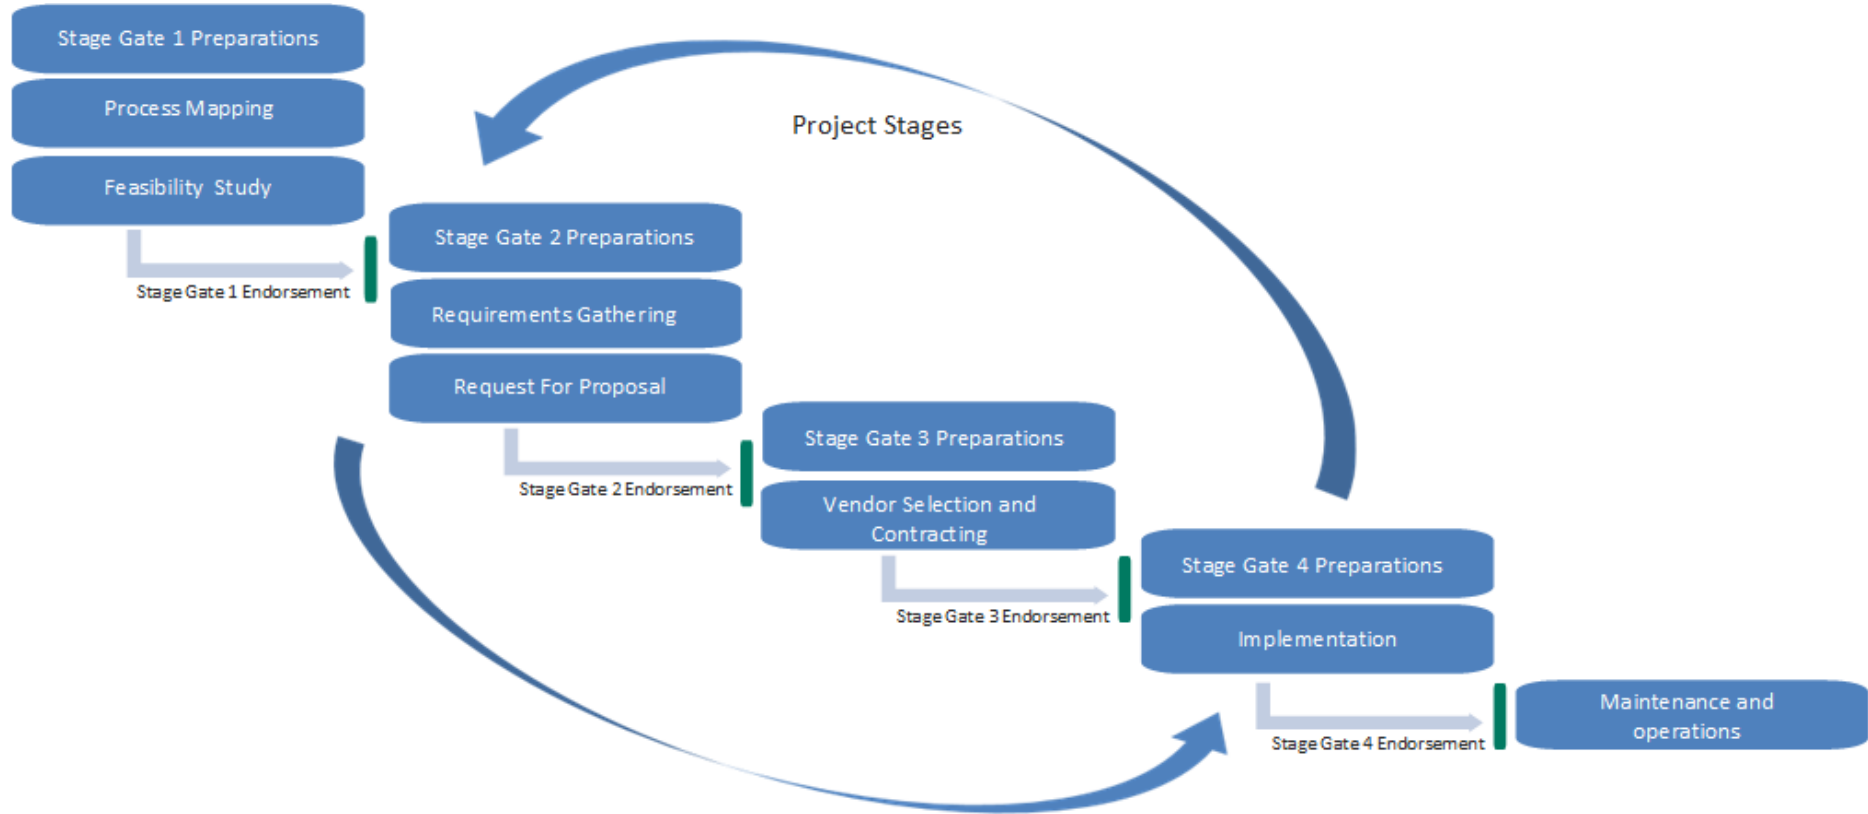 Stage Gate 1 Preparations
Process Mapping
Feasibility Study
Stage Gate 1 Endorsement
Project Stages
Stage Gate 2 Preparations
Requirements Gathering
Request For Proposal
Stage Gate 2 Endorsement
Stage Gate 3 Preparations
Vendor Selection and
Contracting
Stage Gate 3 Endorsement
Stage Gate 4 Preparations
Implementation
Stage Gate 4 Endorsement
Maintenance and
operations